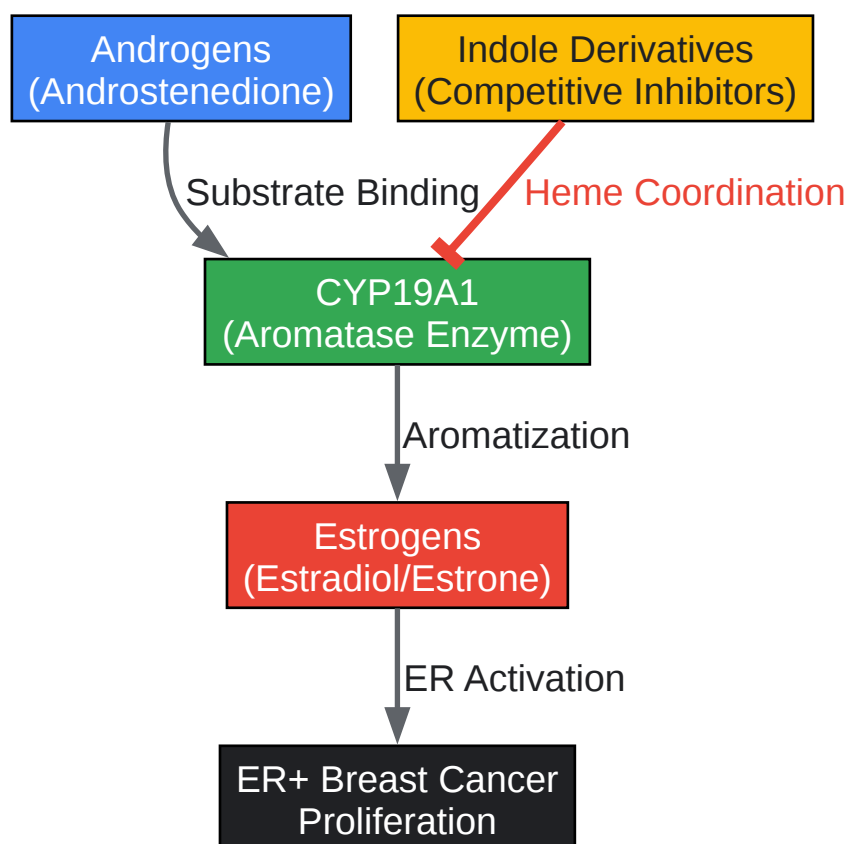 Androgens
(Androstenedione)
Indole Derivatives
(Competitive Inhibitors)
Substrate Binding
Heme Coordination
CYP19A1
(Aromatase Enzyme)
Aromatization
Estrogens
(Estradiol/Estrone)
ER Activation
ER+ Breast Cancer
Proliferation